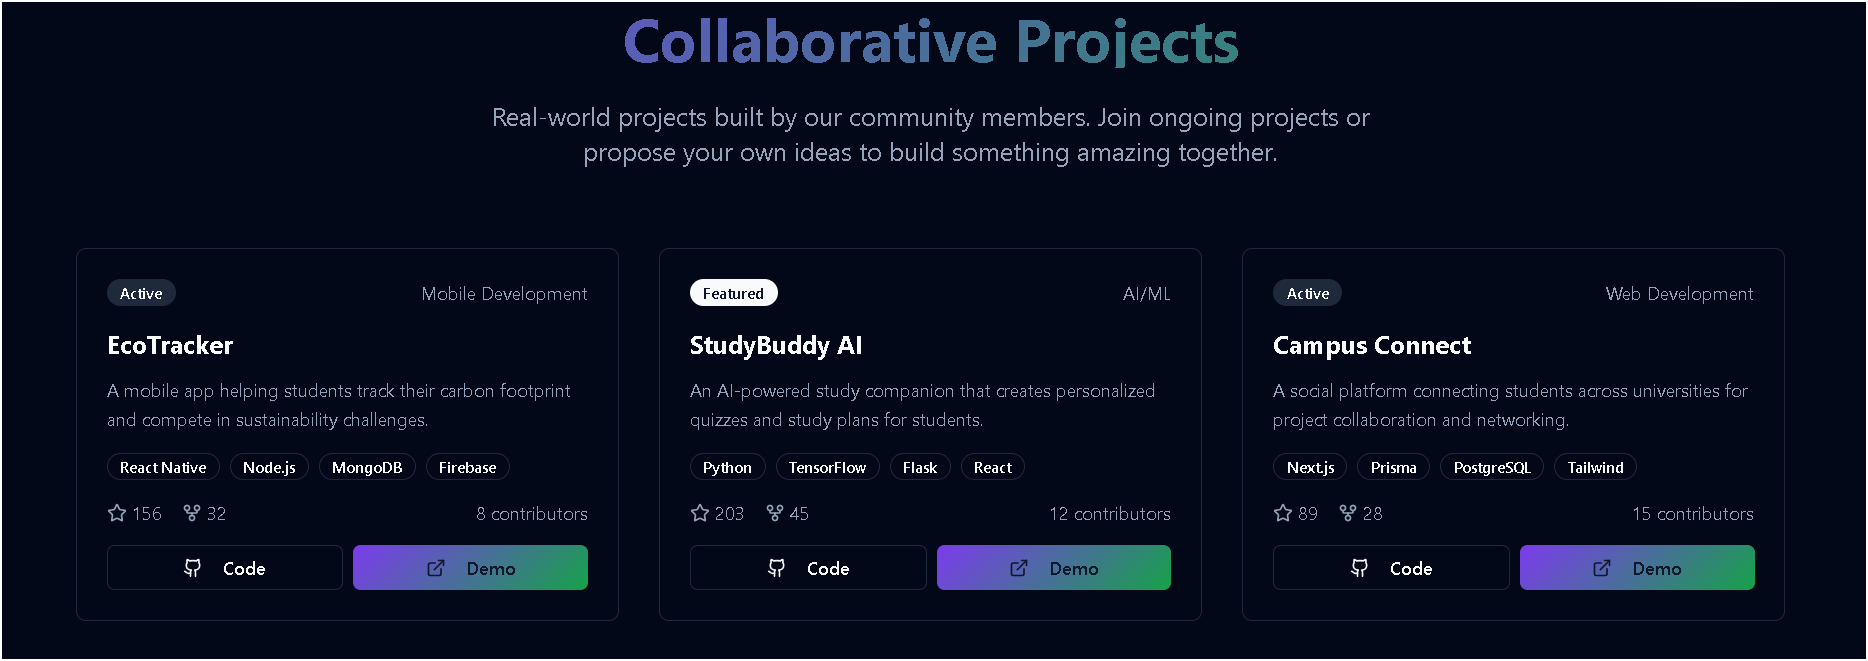 Collaborative Projects
Real-world projects built by our community members. Join ongoing projects or
propose your own ideas to build something amazing together.
Active
Mobile Development
EcoTracker
A mobile app helping students track their carbon footprint
and compete in sustainability challenges.
React Native Node.js MongoDB Firebase
156 32 8 contributors
Code Demo
Featured
AI/ML
StudyBuddy AI
An AI-powered study companion that creates personalized
quizzes and study plans for students.
Python TensorFlow Flask React
203 45 12 contributors
Code Demo
Active
Web Development
Campus Connect
A social platform connecting students across universities for
project collaboration and networking.
Next.js Prisma PostgreSQL Tailwind
89 28 15 contributors
Code Demo